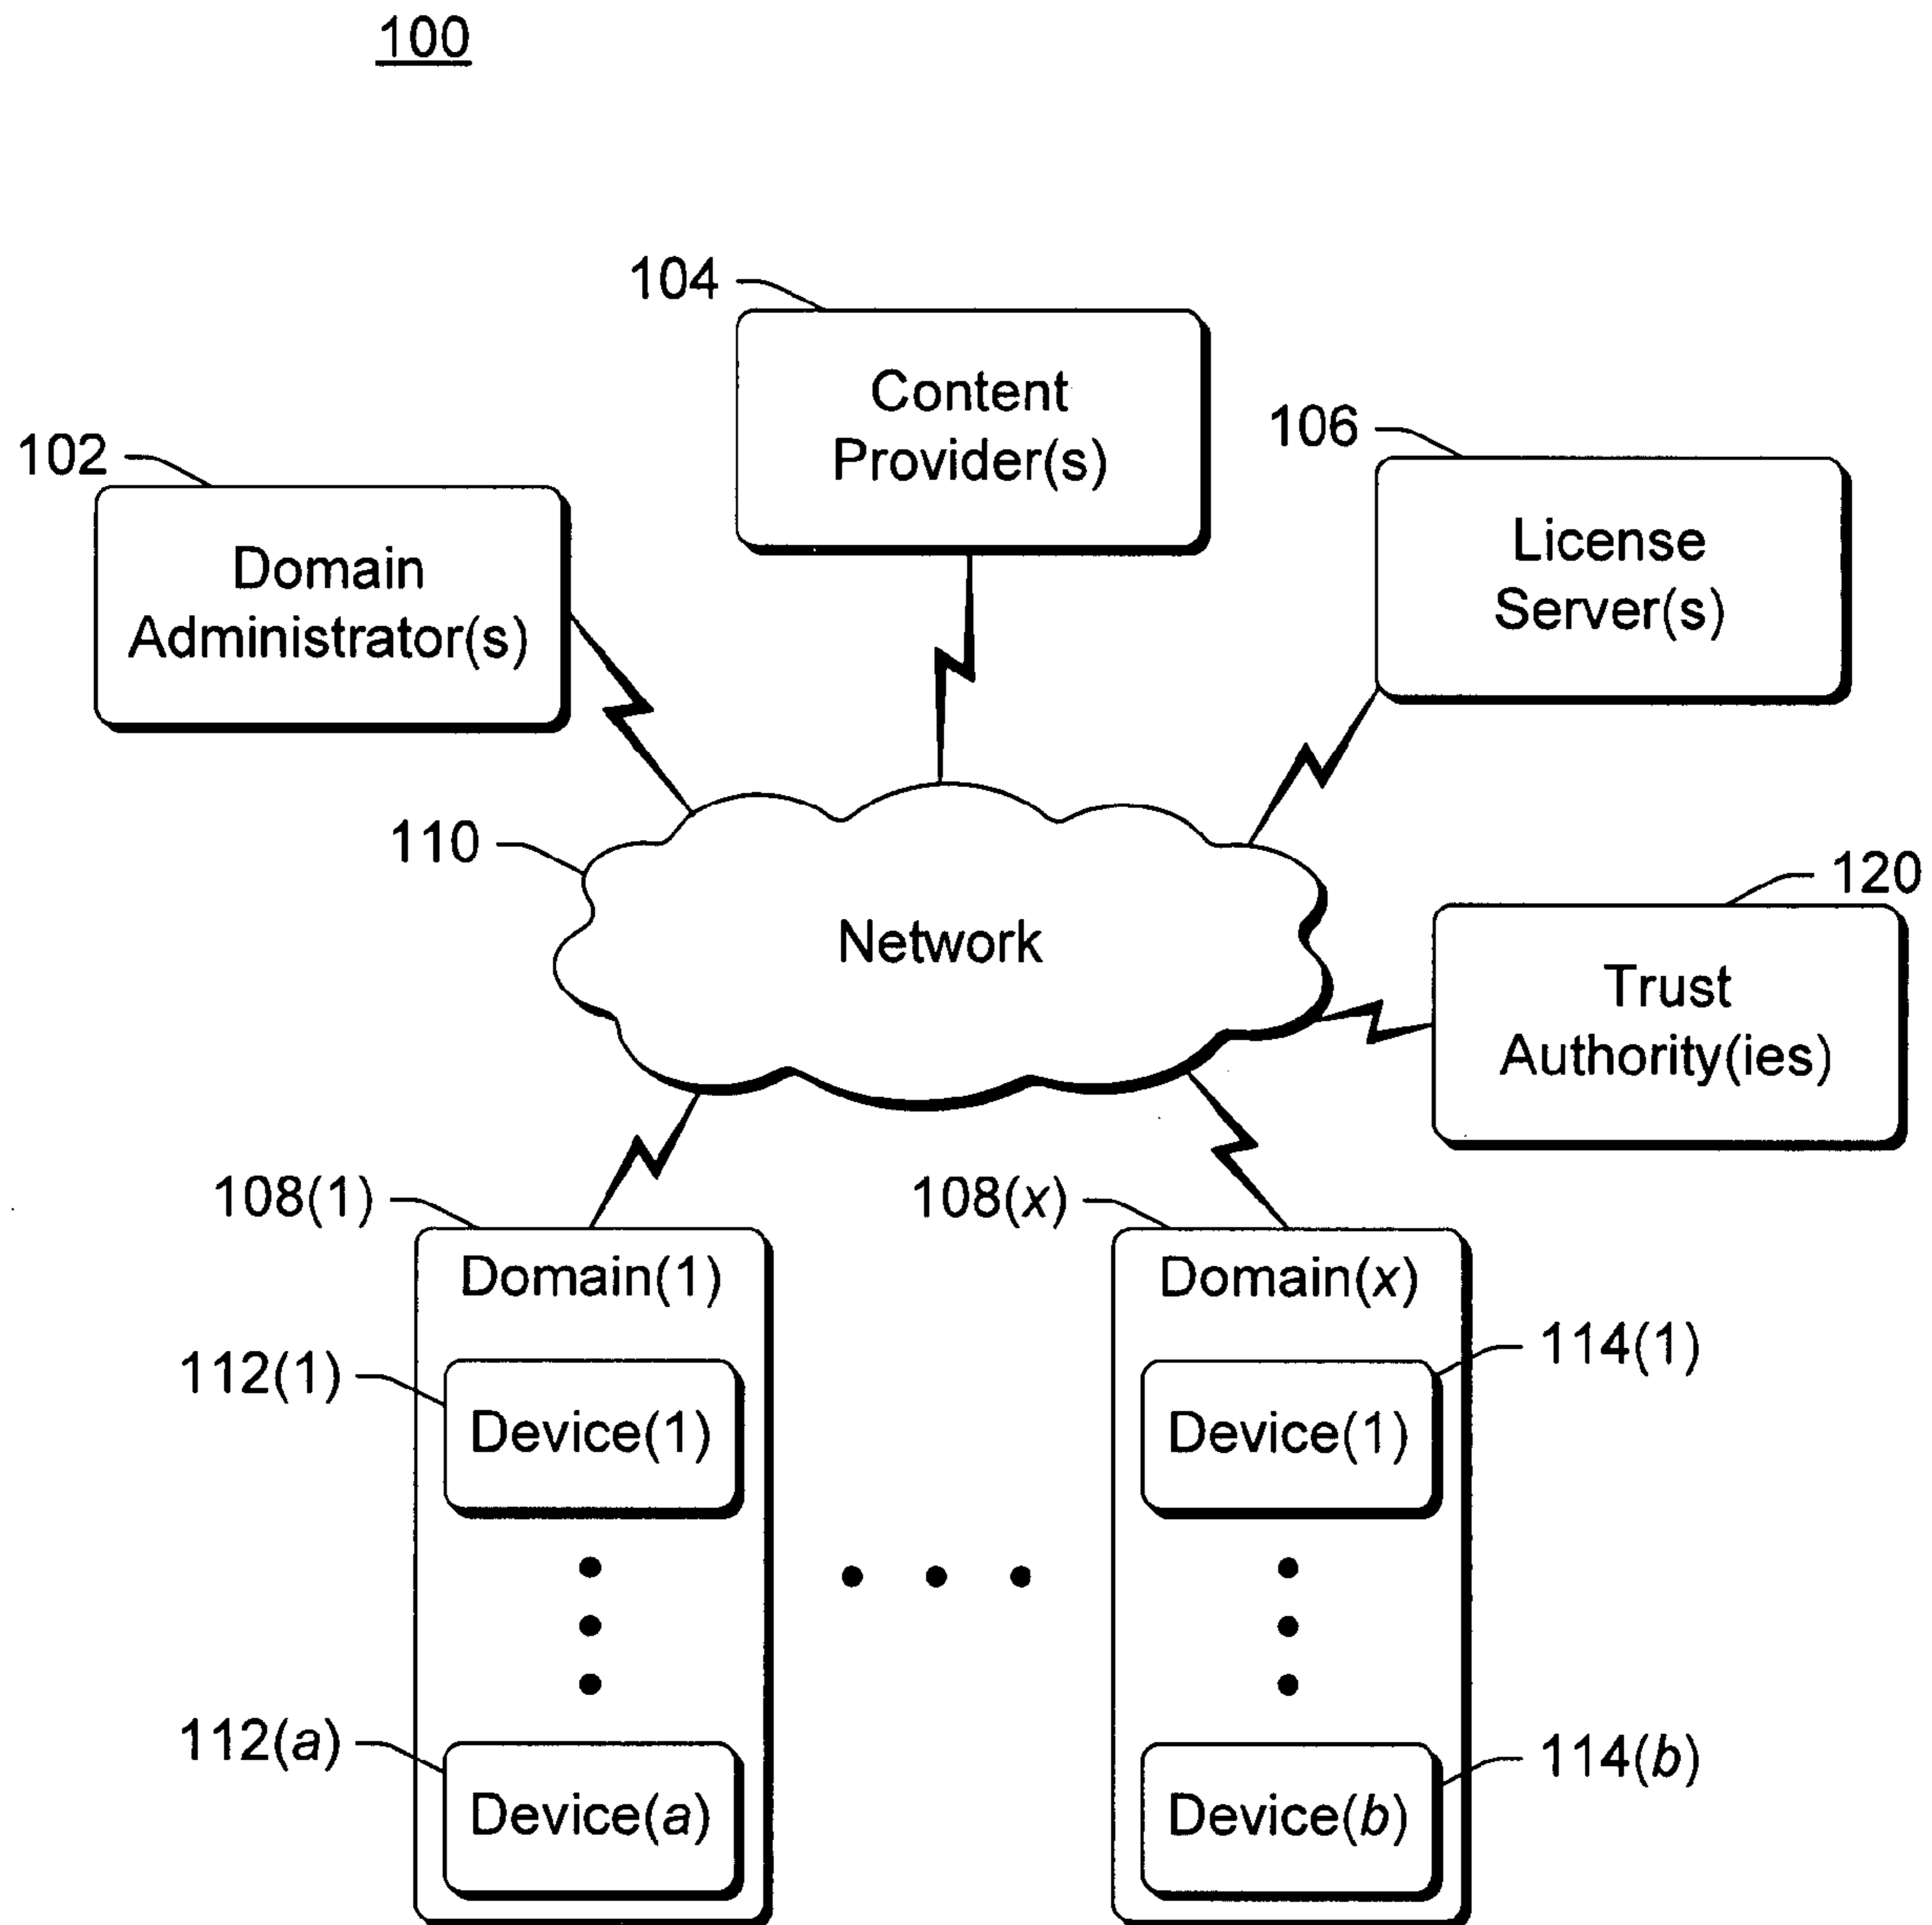 100
104
Content
Provider(s)
106
102
License
Server(s)
Domain
Administrator(s)
110
120
Network
Trust
Authority(ies)
108(1)
108(x)
Domain(1)
Domain(x)
114(1)
112(1)
Device(1)
Device(1)
112(a)
114(b)
Device(a)
Device(b)